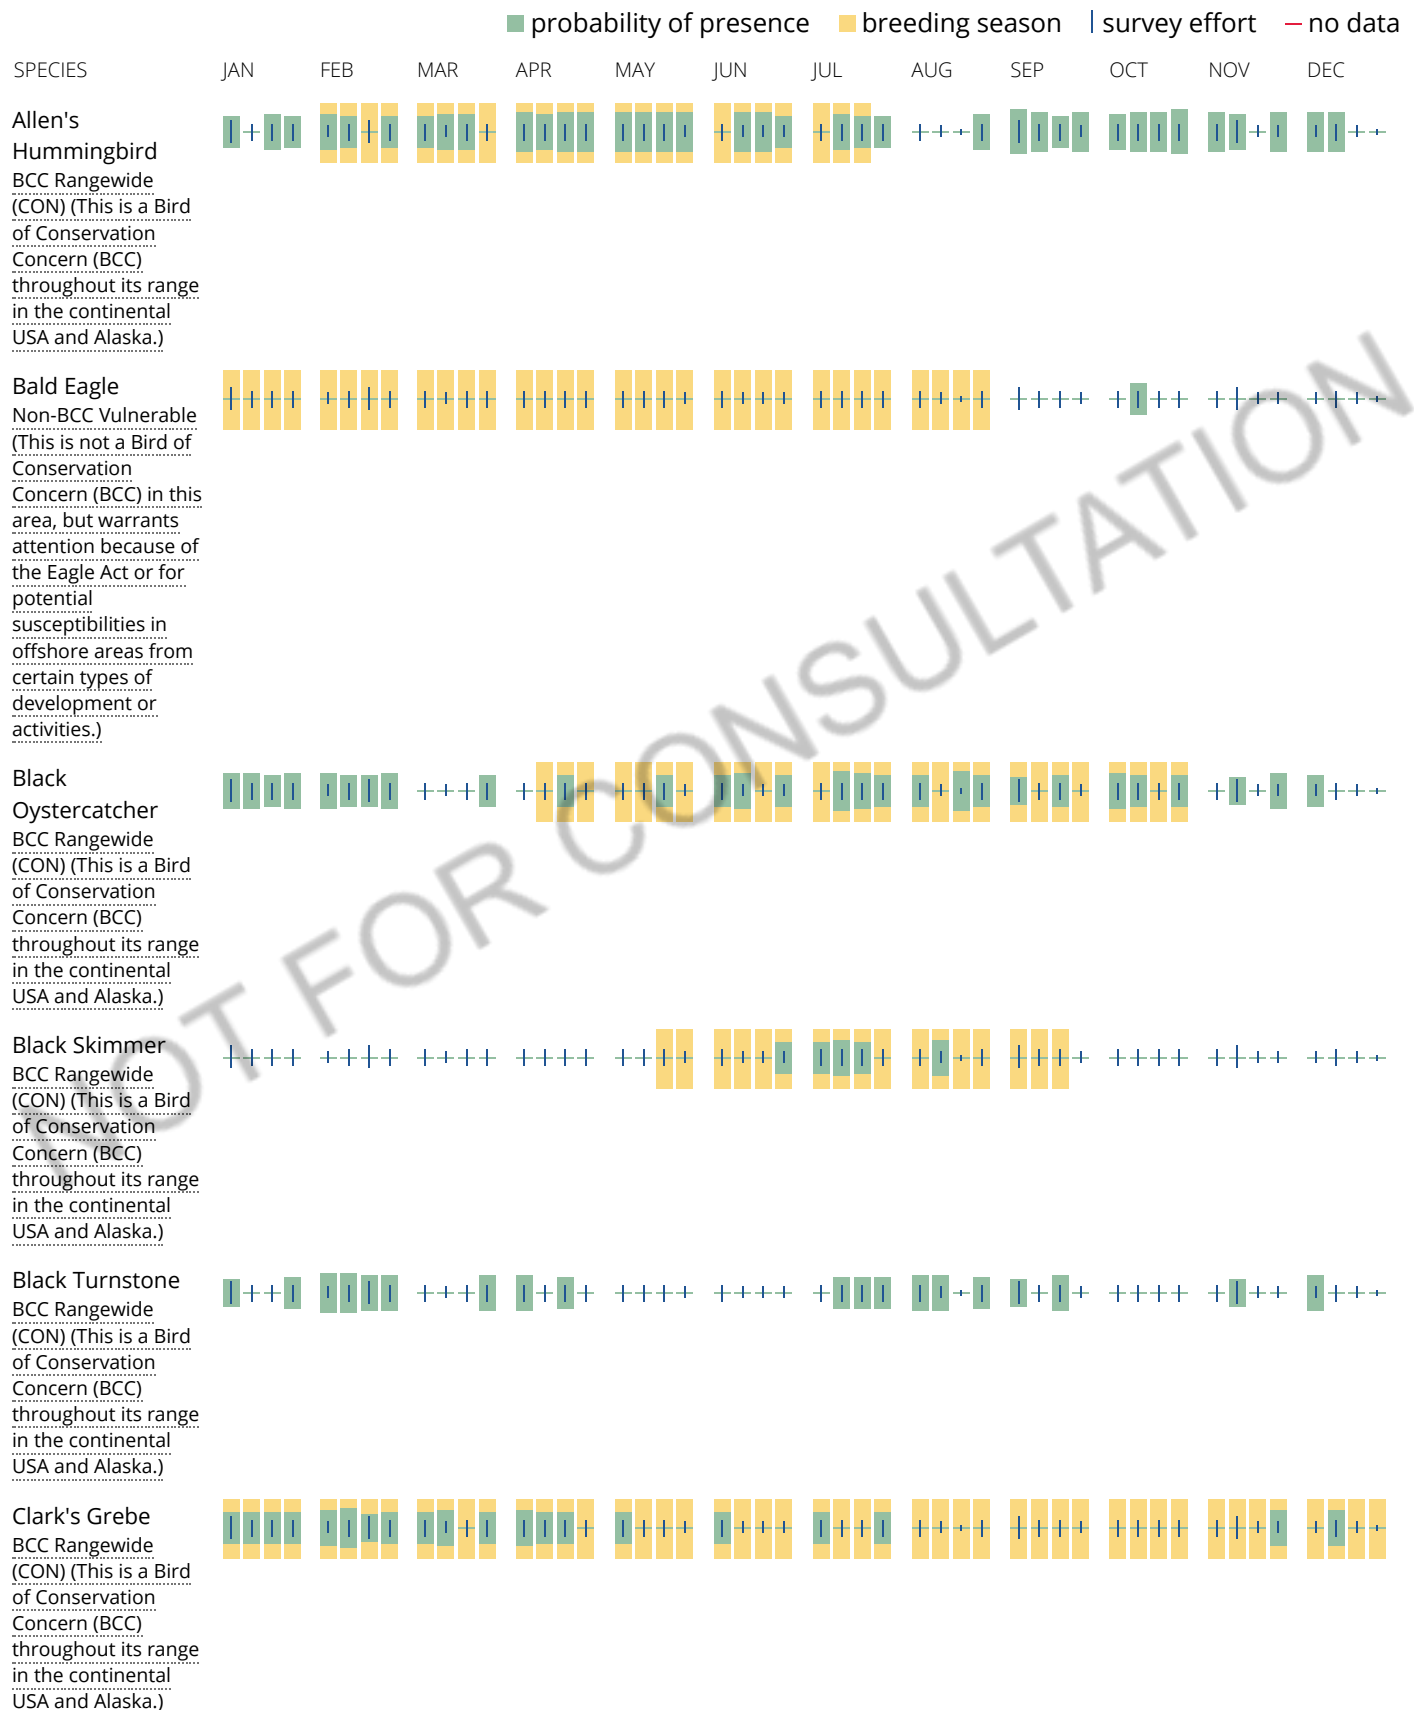 probability of presence breeding season survey effort no data
SPECIES JAN FEB MAR APR MAY JUN JUL AUG SEP OCT NOV DEC
Allen's
Hummingbird
BCC Rangewide
(CON) (This is a Bird
of Conservation
Concern (BCC)
throughout its range
in the continental
USA and Alaska.)
Bald Eagle
Non-BCC Vulnerable
(This is not a Bird of
Conservation
Concern (BCC) in this
area, but warrants
attention because of
the Eagle Act or for
potential
susceptibilities in
offshore areas from
certain types of
development or
activities.)
Black
Oystercatcher
BCC Rangewide
(CON) (This is a Bird
of Conservation
Concern (BCC)
throughout its range
in the continental
USA and Alaska.)
Black Skimmer
BCC Rangewide
(CON) (This is a Bird
of Conservation
Concern (BCC)
throughout its range
in the continental
USA and Alaska.)
Black Turnstone
BCC Rangewide
(CON) (This is a Bird
of Conservation
Concern (BCC)
throughout its range
in the continental
USA and Alaska.)
Clark's Grebe
BCC Rangewide
(CON) (This is a Bird
of Conservation
Concern (BCC)
throughout its range
in the continental
USA and Alaska.)
NOT FOR CONSULTATION